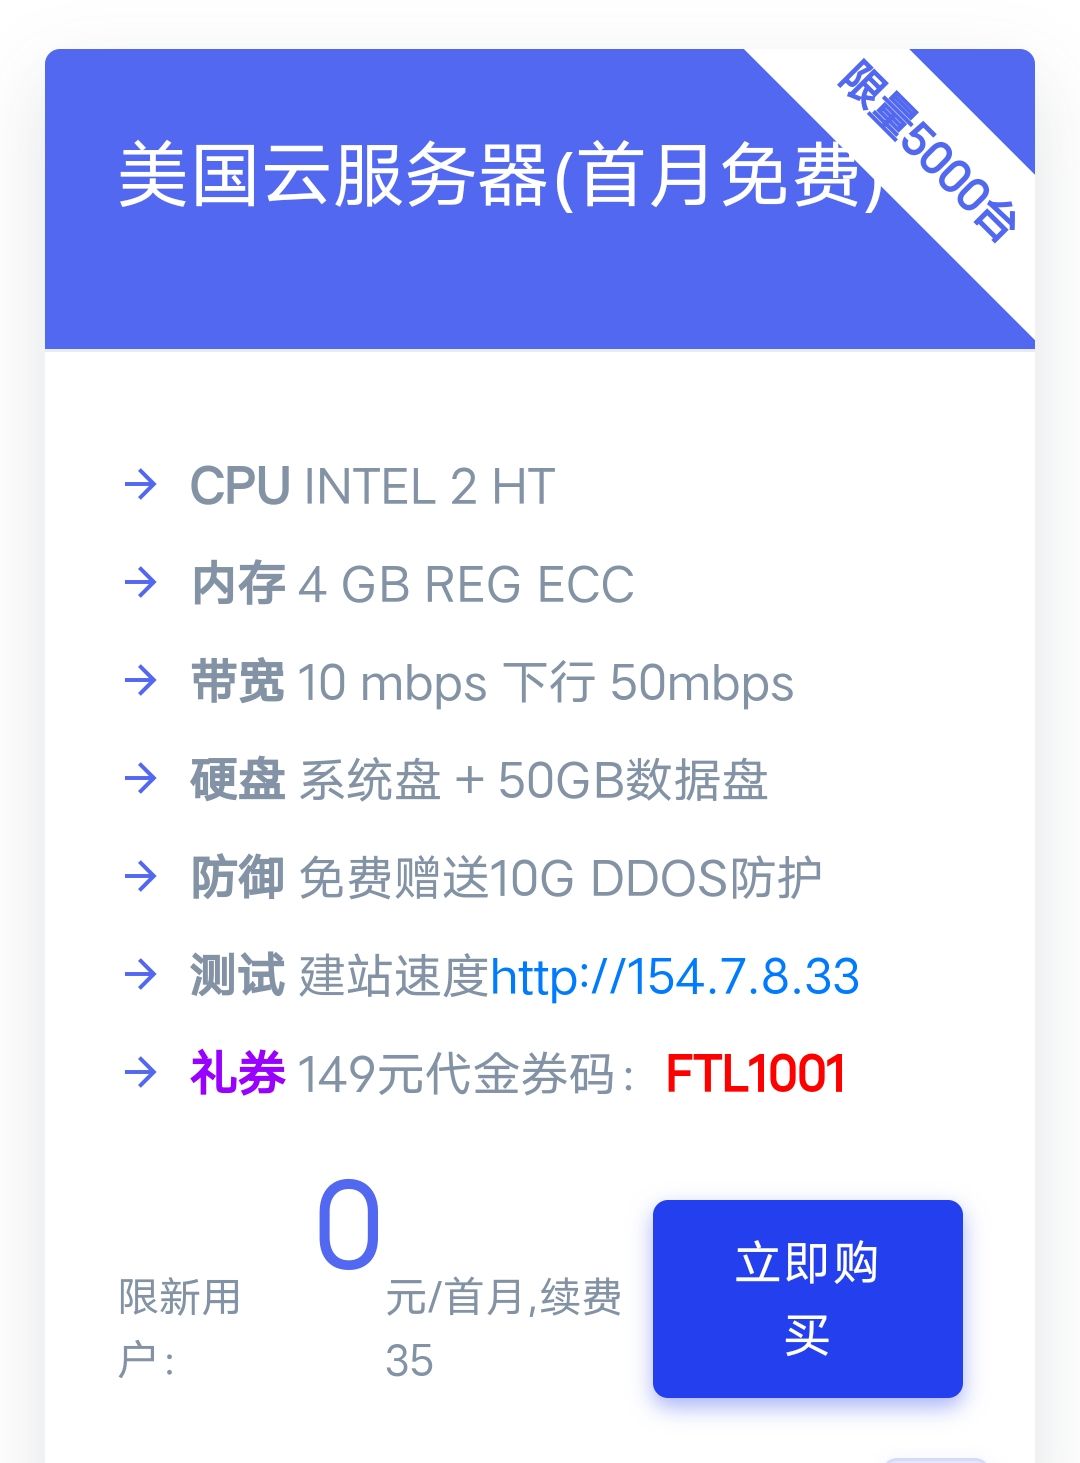 限量5000台
美国云服务器(首月免费)
CPU INTEL 2 HT
内存 4 GB REG ECC
带宽 10 mbps 下行 50mbps
硬盘 系统盘 + 50GB数据盘
防御 免费赠送10G DDOS防护
测试 建站速度http://154.7.8.33
礼券 149元代金券码：FTL1001
限新用
户：
0
元/首月,续费
35
立即购
买